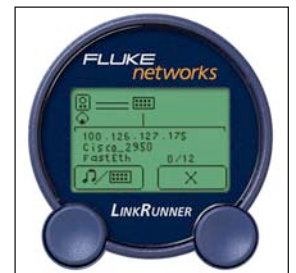 FLUKE
networks
100.126.127.175
Cisco_2950
FastEth 0/12
LINKRUNNER